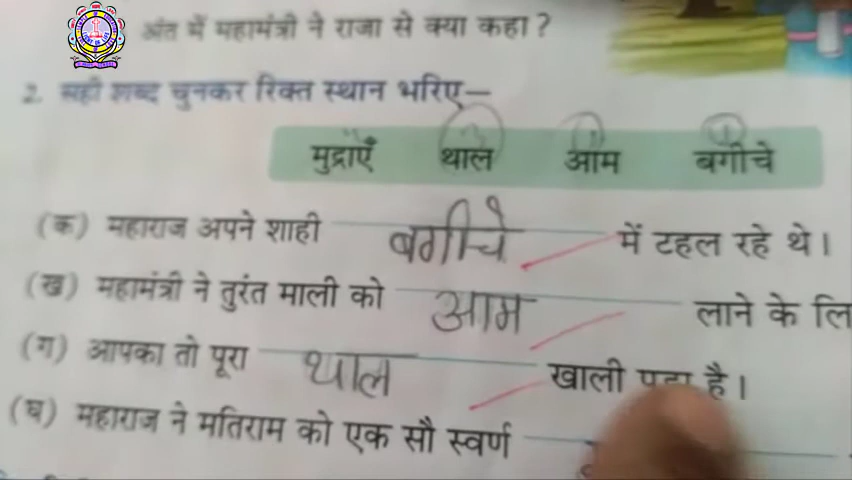 अंत में महामंत्री ने राजा से क्या कहा?
2. सही शब्द चुनकर रिक्त स्थान भरिए—
मुद्राएँ थाल आम बगीचे
(क) महाराज अपने शाही बगीचे में टहल रहे थे।
(ख) महामंत्री ने तुरंत माली को आम लाने के लि
(ग) आपका तो पूरा थाल खाली पड़ा है।
(घ) महाराज ने मतिराम को एक सौ स्वर्ण